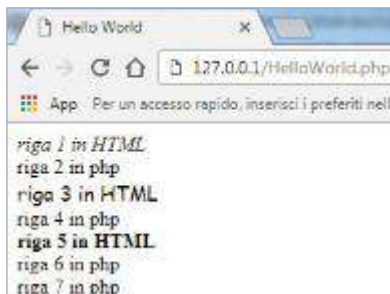 Hello World
127.0.0.1/HelloWorld.php
App Per un accesso rapido, inserisci i preferiti nell
riga 1 in HTML
riga 2 in php
riga 3 in HTML
riga 4 in php
riga 5 in HTML
riga 6 in php
riga 7 in php